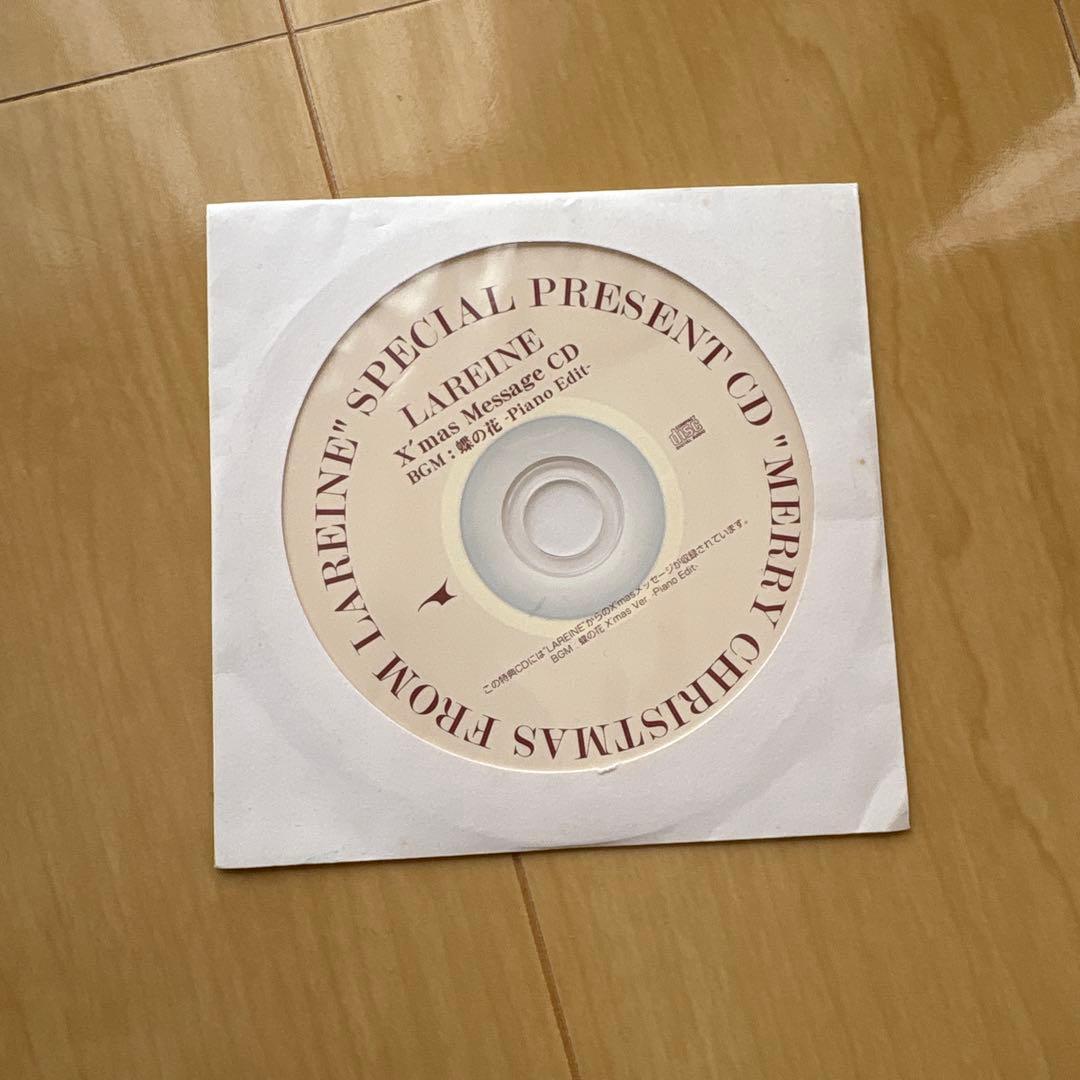 SPECIAL PRESENT CD "MERRY CHRISTMAS FROM LAREINE"
LAREINE
X'mas Message CD
BGM：蝶の花 -Piano Edit-
disc
この特典CDには"LAREINE"からのX'masメッセージが収録されています。
BGM : 蝶の花 X'mas Ver. -Piano Edit-